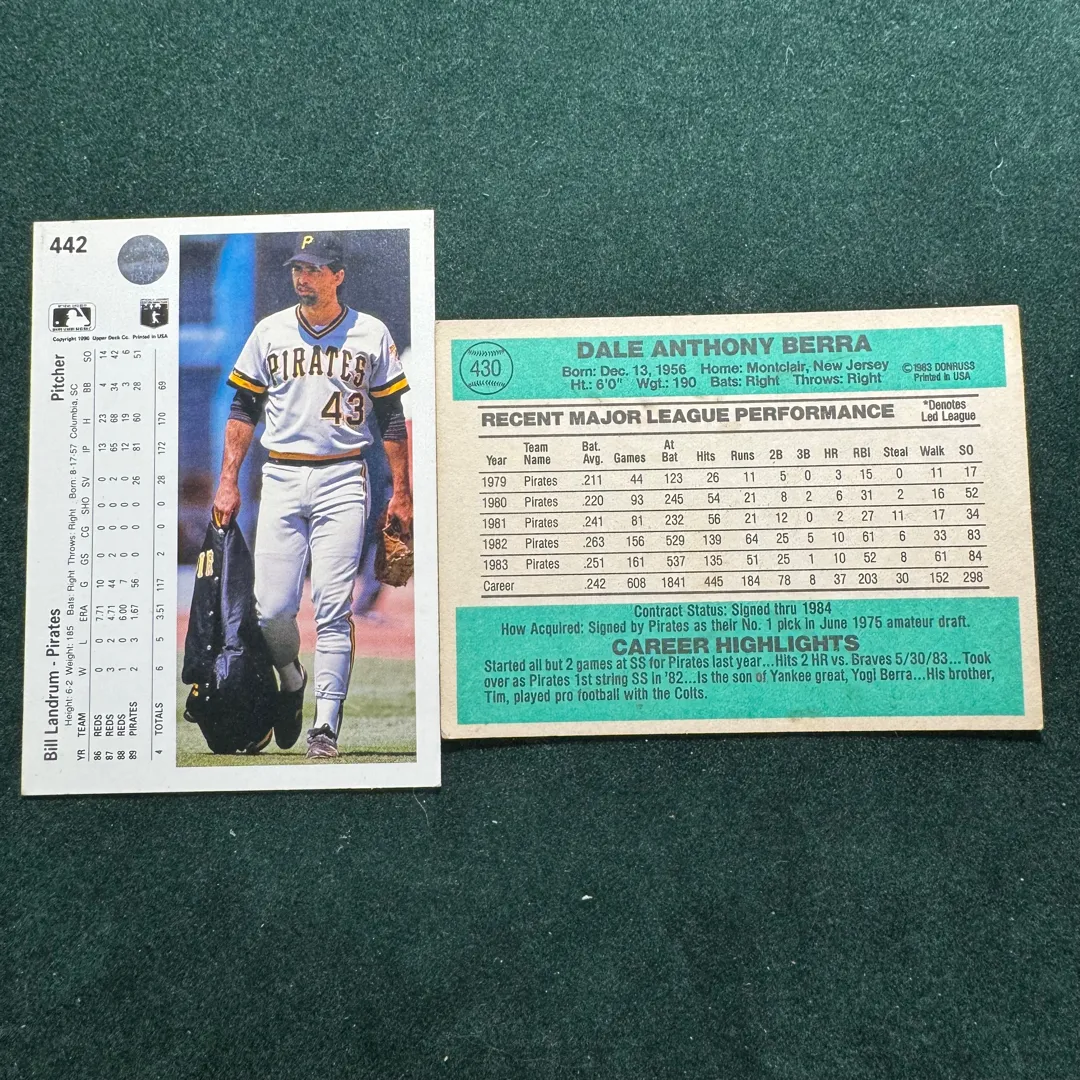 442
Copyright 1990 Upper Deck Co. Printed in USA
Bill Landrum - Pirates Pitcher
Height: 6-2 Weight: 185 Bats: Right Throws: Right Born: 8-17-57 Columbia, SC
YR TEAM W L ERA G GS CG SHO SV IP H BB SO
86 REDS 0 0 7.71 10 0 0 0 0 13 23 4 14
87 REDS 3 2 4.71 44 2 0 0 2 65 68 34 42
88 REDS 1 0 6.00 7 0 0 0 0 12 19 3 6
89 PIRATES 2 3 1.67 56 0 0 0 26 81 60 28 51
4 TOTALS 6 5 3.51 117 2 0 0 28 172 170 69
P
PIRATES
43
430
DALE ANTHONY BERRA
Born: Dec. 13, 1956 Home: Montclair, New Jersey
Ht: 6'0" Wgt.: 190 Bats: Right Throws: Right
©1983 DONRUSS
Printed in USA
RECENT MAJOR LEAGUE PERFORMANCE
*Denotes
Led League
Year Team Name Bat. Avg. Games At Bat Hits Runs 2B 3B HR RBI Steal Walk SO
1979 Pirates .211 44 123 26 11 5 0 3 15 0 11 17
1980 Pirates .220 93 245 54 21 8 2 6 31 2 16 52
1981 Pirates .241 81 232 56 21 12 0 2 27 11 17 34
1982 Pirates .263 156 529 139 64 25 5 10 61 6 33 83
1983 Pirates .251 161 537 135 51 25 1 10 52 8 61 84
Career .242 608 1841 445 184 78 8 37 203 30 152 298
Contract Status: Signed thru 1984
How Acquired: Signed by Pirates as their No. 1 pick in June 1975 amateur draft.
CAREER HIGHLIGHTS
Started all but 2 games at SS for Pirates last year...Hits 2 HR vs. Braves 5/30/83...Took
over as Pirates 1st string SS in '82...Is the son of Yankee great, Yogi Berra...His brother,
Tim, played pro football with the Colts.